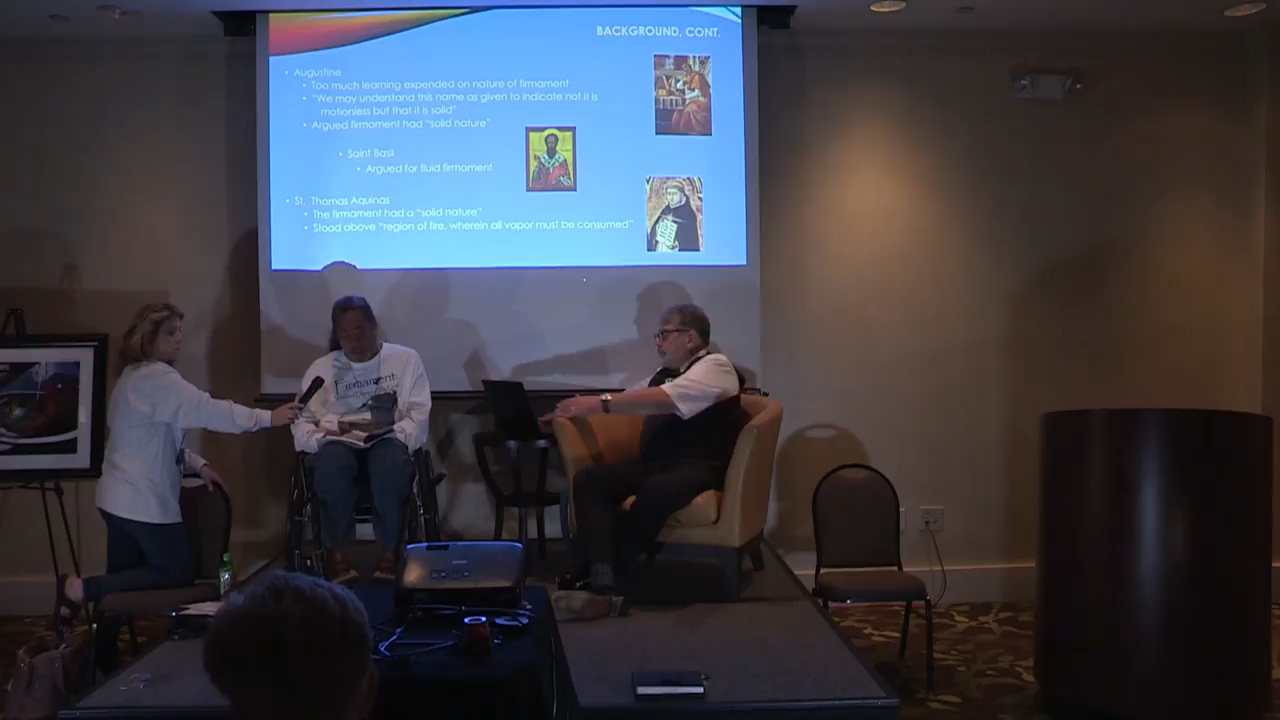 BACKGROUND, CONT.
• Augustine
• Too much learning expended on nature of firmament
• "We may understand this name as given to indicate not it is
motionless but that it is solid"
• Argued firmament had "solid nature"
• Saint Basil
• Argued for fluid firmament
• St. Thomas Aquinas
• The firmament had a "solid nature"
• Stood above "region of fire, wherein all vapor must be consumed"
Firmament: